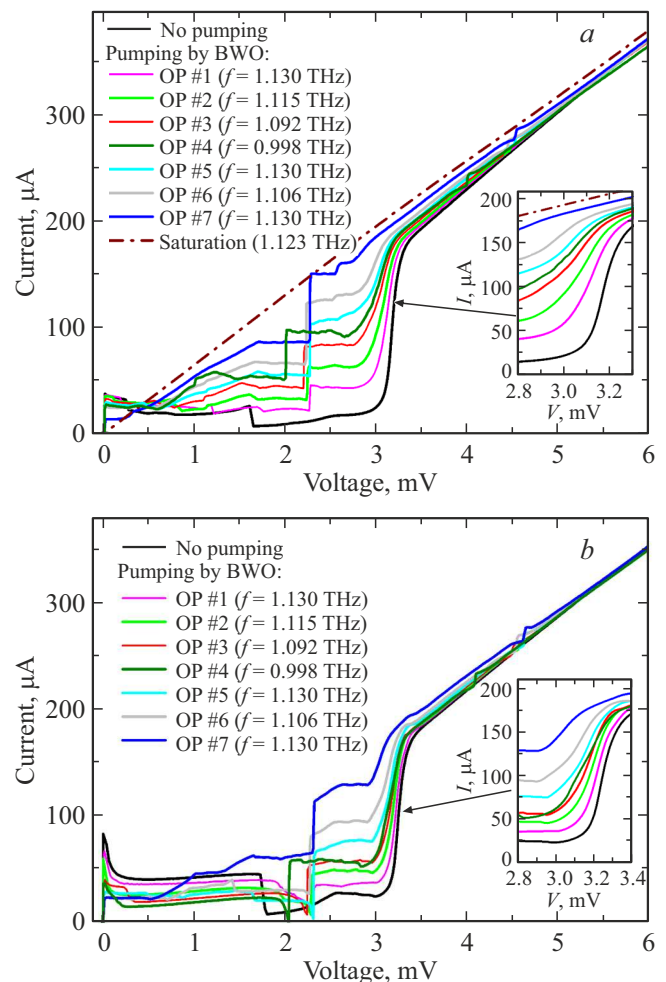 a
No pumping
Pumping by BWO:
OP #1 (f = 1.130 THz)
OP #2 (f = 1.115 THz)
OP #3 (f = 1.092 THz)
OP #4 (f = 0.998 THz)
OP #5 (f = 1.130 THz)
OP #6 (f = 1.106 THz)
OP #7 (f = 1.130 THz)
Saturation (1.123 THz)
Current, μA
300
200
100
0
0 1 2 3 4 5 6
Voltage, mV
I, μA
200
150
100
50
0
2.8 3.0 3.2
V, mV
b
No pumping
Pumping by BWO:
OP #1 (f = 1.130 THz)
OP #2 (f = 1.115 THz)
OP #3 (f = 1.092 THz)
OP #4 (f = 0.998 THz)
OP #5 (f = 1.130 THz)
OP #6 (f = 1.106 THz)
OP #7 (f = 1.130 THz)
Current, μA
300
200
100
0
0 1 2 3 4 5 6
Voltage, mV
I, μA
200
150
100
50
0
2.8 3.0 3.2 3.4
V, mV